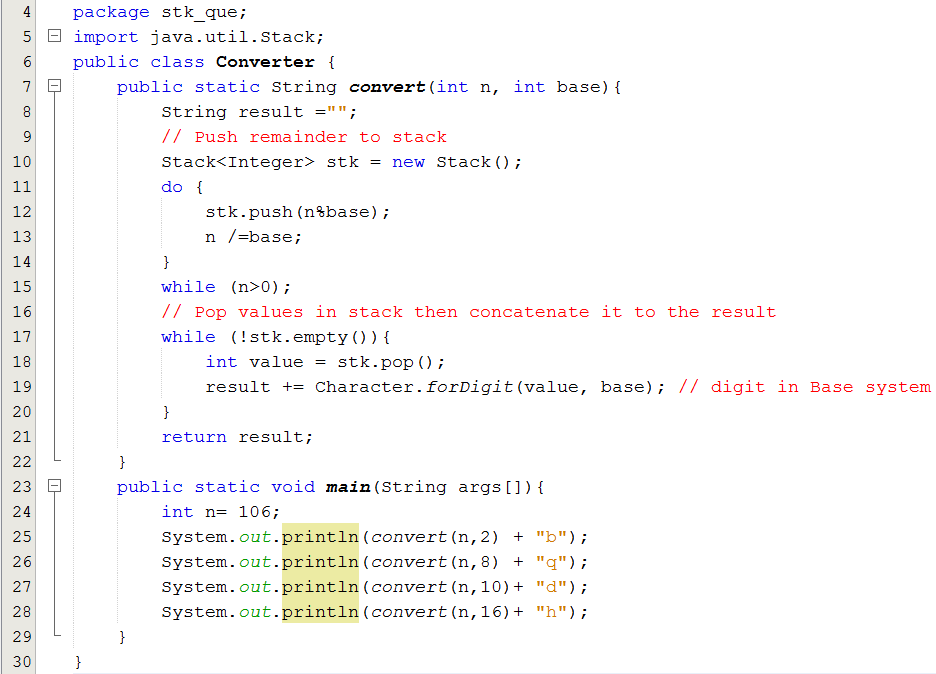 4 package stk_que;
5 import java.util.Stack;
6 public class Converter {
7 public static String convert(int n, int base){
8 String result ="";
9 // Push remainder to stack
10 Stack<Integer> stk = new Stack();
11 do {
12 stk.push(n%base);
13 n /=base;
14 }
15 while (n>0);
16 // Pop values in stack then concatenate it to the result
17 while (!stk.empty()){
18 int value = stk.pop();
19 result += Character.forDigit(value, base); // digit in Base system
20 }
21 return result;
22 }
23 public static void main(String args[]){
24 int n= 106;
25 System.out.println(convert(n,2) + "b");
26 System.out.println(convert(n,8) + "q");
27 System.out.println(convert(n,10)+ "d");
28 System.out.println(convert(n,16)+ "h");
29 }
30 }